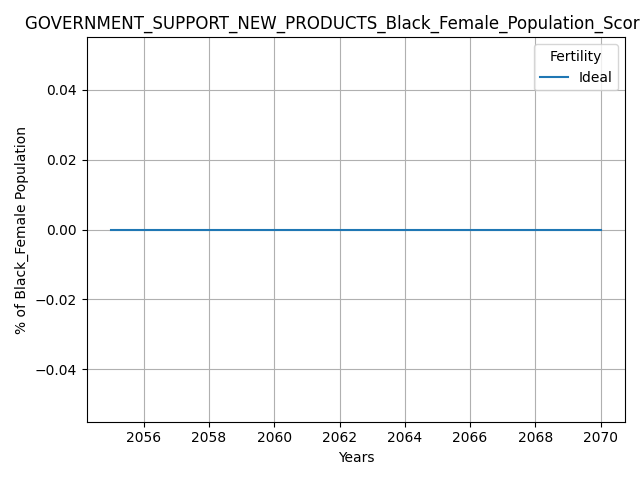 GOVERNMENT_SUPPORT_NEW_PRODUCTS_Black_Female_Population_Scor
Fertility
Ideal
% of Black_Female Population
0.04
0.02
0.00
−0.02
−0.04
2056 2058 2060 2062 2064 2066 2068 2070
Years